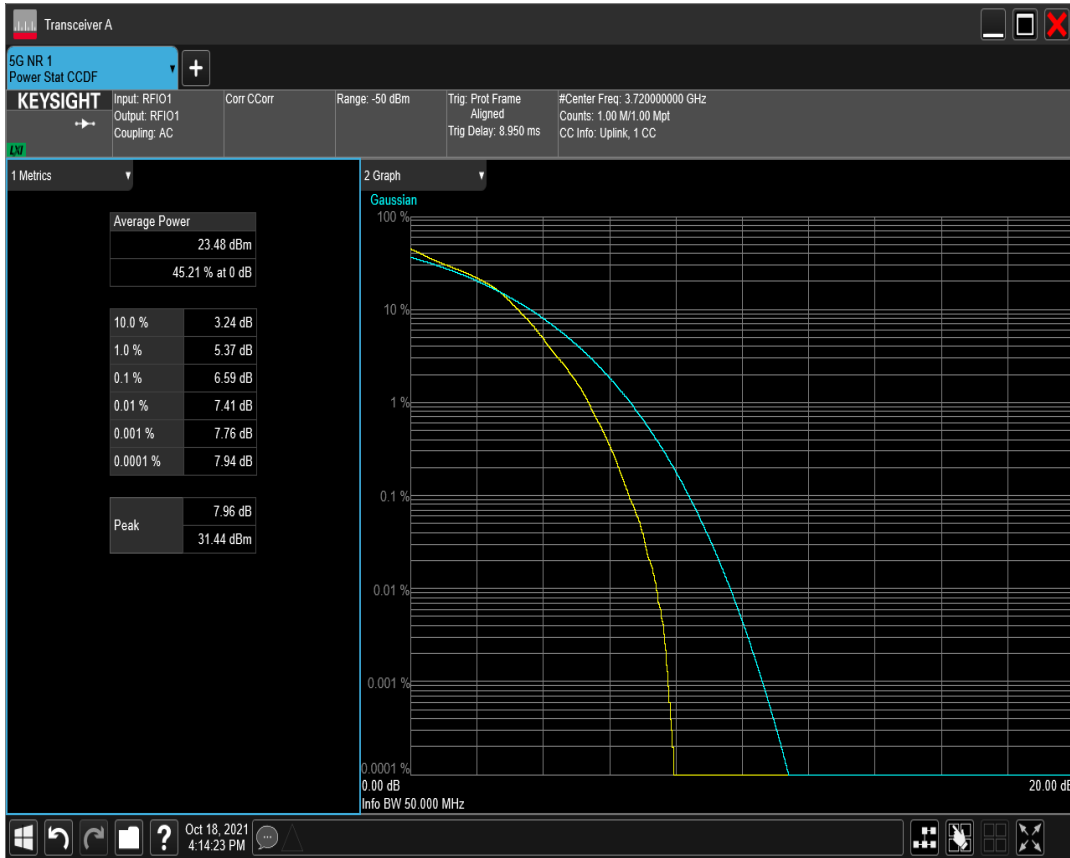 Transceiver A
5G NR 1
Power Stat CCDF
KEYSIGHT
LXI
Input: RFIO1
Output: RFIO1
Coupling: AC
Corr CCorr
Range: -50 dBm
Trig: Prot Frame
Aligned
Trig Delay: 8.950 ms
#Center Freq: 3.720000000 GHz
Counts: 1.00 M/1.00 Mpt
CC Info: Uplink, 1 CC
1 Metrics
Average Power
23.48 dBm
45.21 % at 0 dB
10.0 % 3.24 dB
1.0 % 5.37 dB
0.1 % 6.59 dB
0.01 % 7.41 dB
0.001 % 7.76 dB
0.0001 % 7.94 dB
Peak 7.96 dB
31.44 dBm
2 Graph
Gaussian
100 %
10 %
1 %
0.1 %
0.01 %
0.001 %
0.0001 %
0.00 dB 20.00 dB
Info BW 50.000 MHz
Oct 18, 2021
4:14:23 PM